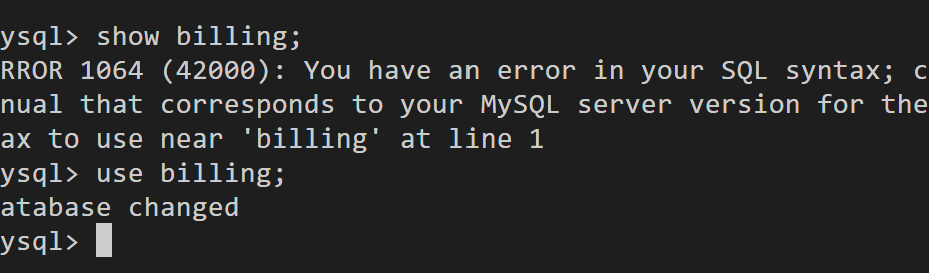 ysql> show billing;
RROR 1064 (42000): You have an error in your SQL syntax; c
nual that corresponds to your MySQL server version for the
ax to use near 'billing' at line 1
ysql> use billing;
atabase changed
ysql>